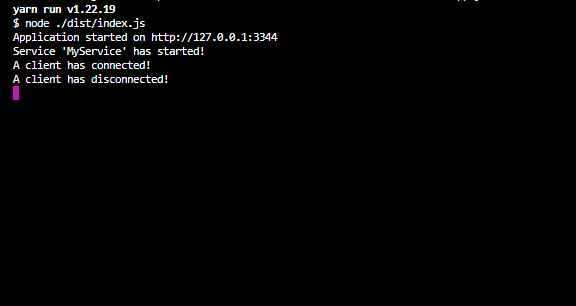 yarn run v1.22.19
$ node ./dist/index.js
Application started on http://127.0.0.1:3344
Service 'MyService' has started!
A client has connected!
A client has disconnected!